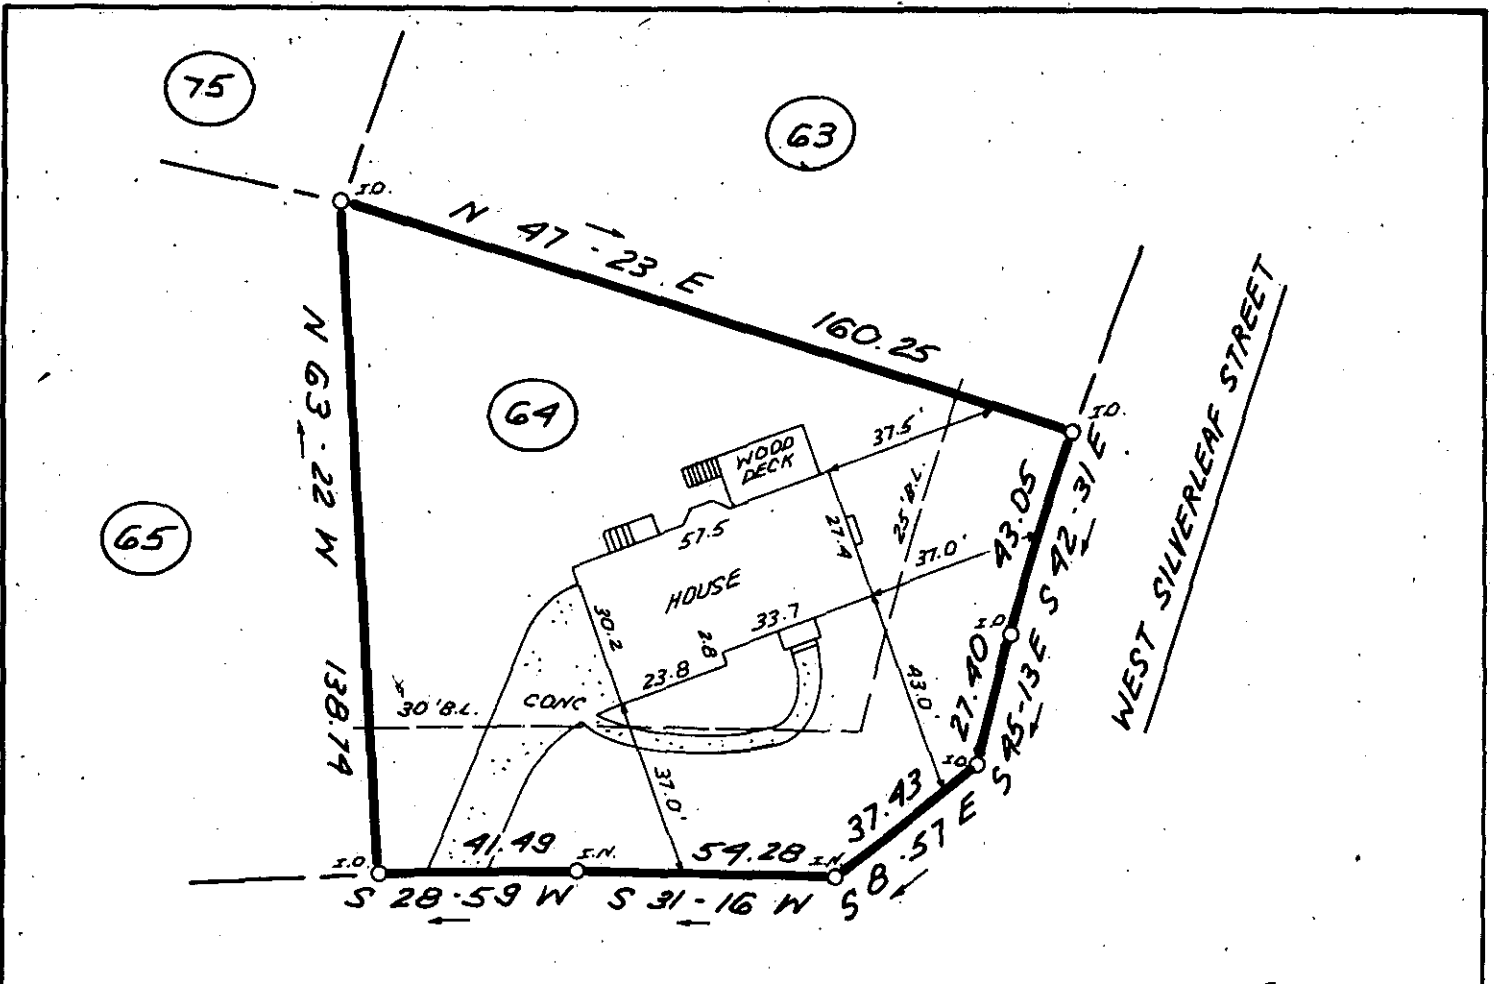 75
63
I.O.
N 47-23 E
160.25
I.O.
WEST SILVERLEAF STREET
N 63-22 W
138.74
64
65
WOOD
DECK
37.5'
25'B.L.
43.05
S 42-31 E
57.5
27.4
HOUSE
37.0'
30.2
33.7
2.8
23.8
I.O.
27.40
S 45-13 E
43.0'
CONC
30'B.L.
37.0'
I.O.
37.43
S 8-57 E
I.O.
41.49
I.N.
54.28
I.N.
S 28-59 W
S 31-16 W